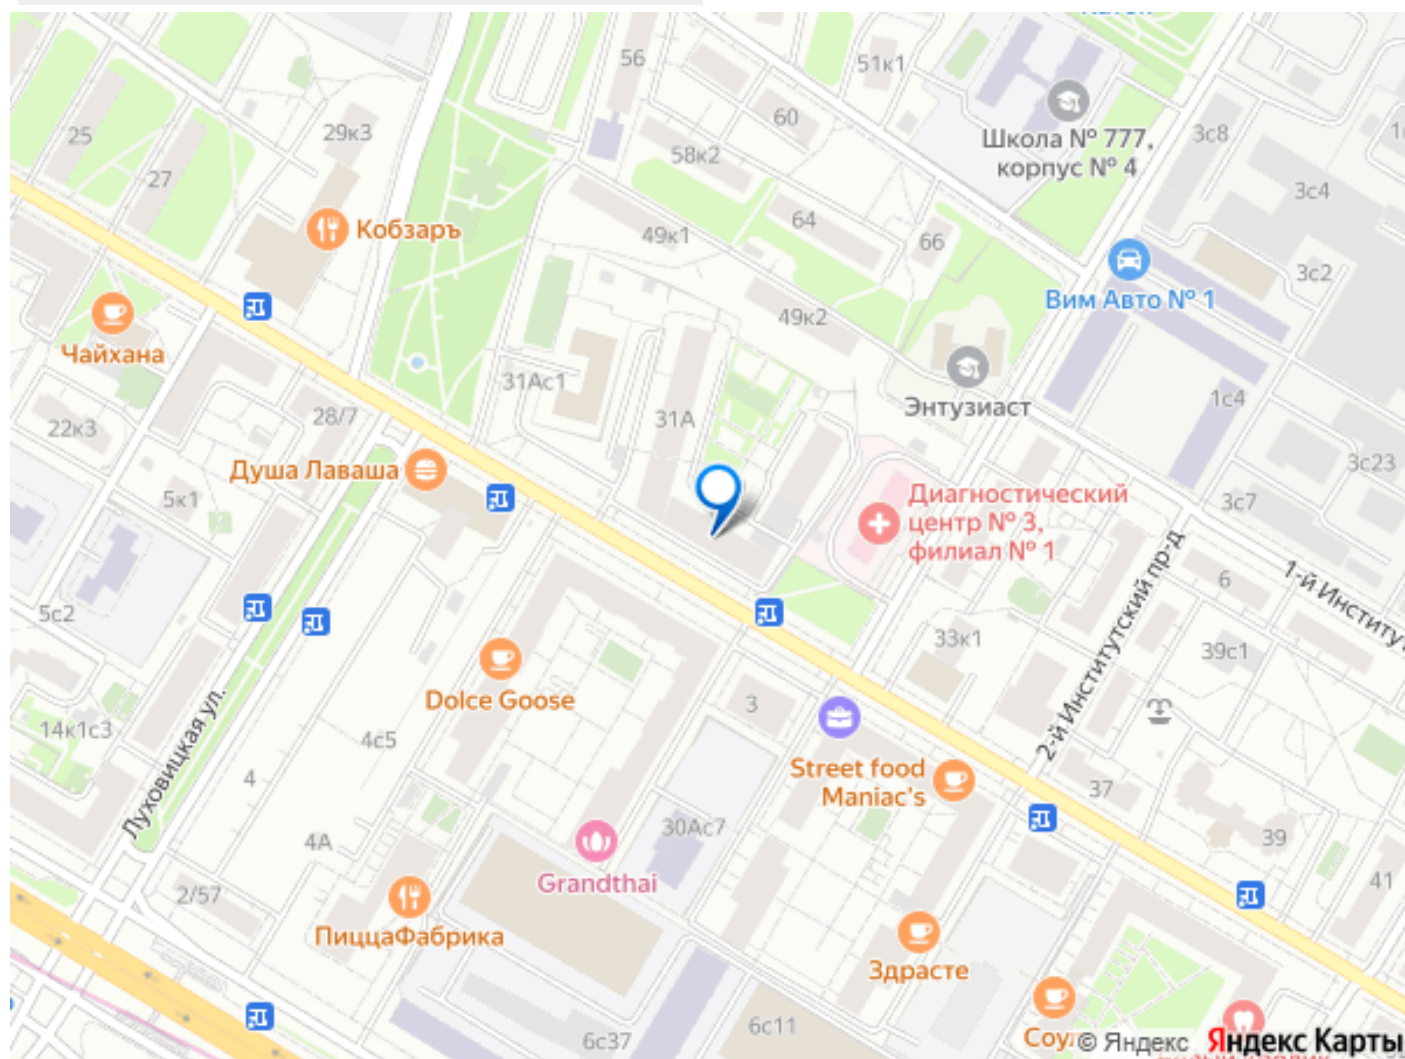 56
51к1
25
29к3
60
Школа № 777,
корпус № 4
3с8
58к2
27
3с4
Кобзаръ
64
49к1
66
3с2
Вим Авто № 1
49к2
Чайхана
31Ас1
Энтузиаст
1с4
28/7
31А
22к3
Душа Лаваша
3с23
5к1
Диагностический
центр № 3,
филиал № 1
3с7
6
5с2
33к1
39с1
2-й Институтский пр-д
Dolce Goose
3
14к1с3
4с5
Луховицкая ул.
4
Street food
Maniac's
37
30Ас7
4А
39
Grandthai
41
2/57
ПиццаФабрика
Здрасте
6с11
6с37
© Яндекс Яндекс Карты